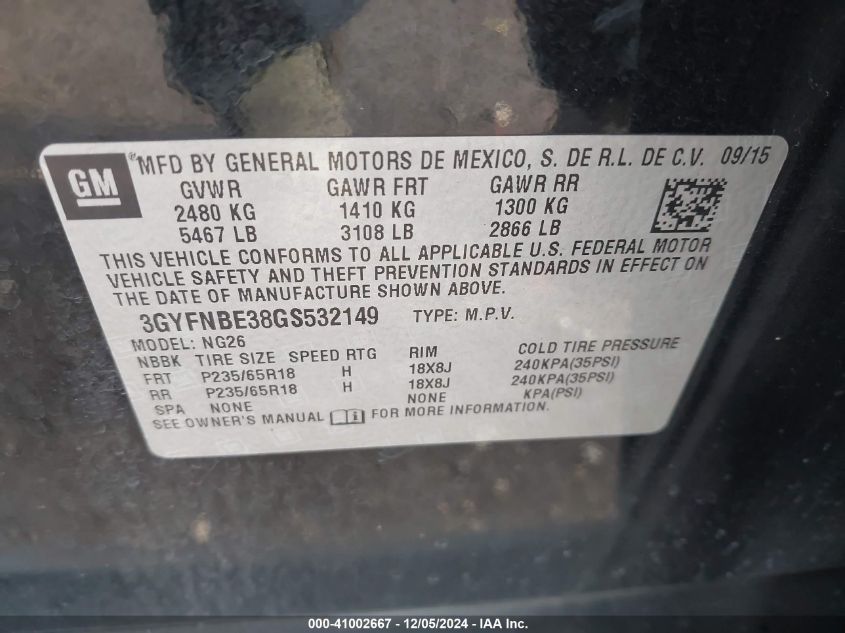 GM ® MFD BY GENERAL MOTORS DE MEXICO, S. DE R.L. DE C.V. 09/15
GVWR GAWR FRT GAWR RR
2480 KG 1410 KG 1300 KG
5467 LB 3108 LB 2866 LB
THIS VEHICLE CONFORMS TO ALL APPLICABLE U.S. FEDERAL MOTOR
VEHICLE SAFETY AND THEFT PREVENTION STANDARDS IN EFFECT ON
THE DATE OF MANUFACTURE SHOWN ABOVE.
3GYFNBE38GS532149 TYPE: M.P.V.
MODEL: NG26
NBBK TIRE SIZE SPEED RTG RIM COLD TIRE PRESSURE
FRT P235/65R18 H 18X8J 240KPA(35PSI)
RR P235/65R18 H 18X8J 240KPA(35PSI)
SPA NONE NONE KPA(PSI)
SEE OWNER'S MANUAL FOR MORE INFORMATION.
000-41002667 - 12/05/2024 - IAA Inc.